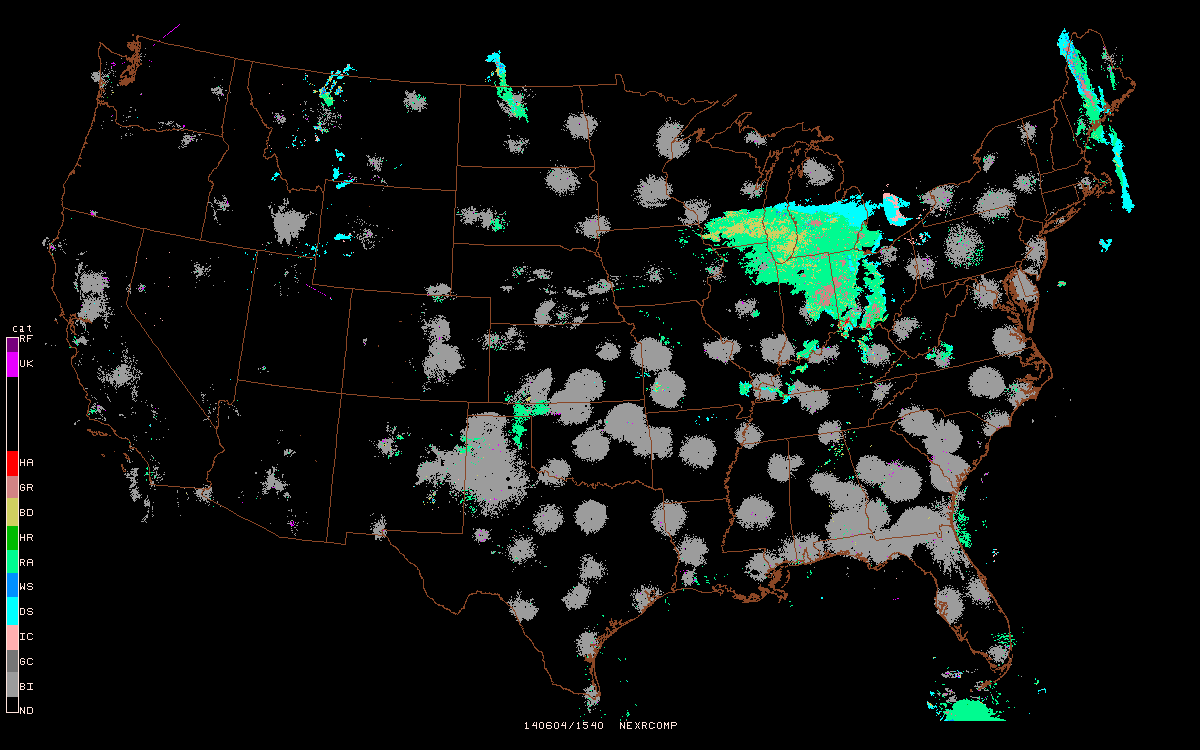 cat
RF
UK
HA
GR
BD
HR
RA
WS
DS
IC
GC
BI
ND
140604/1540 NEXRCOMP